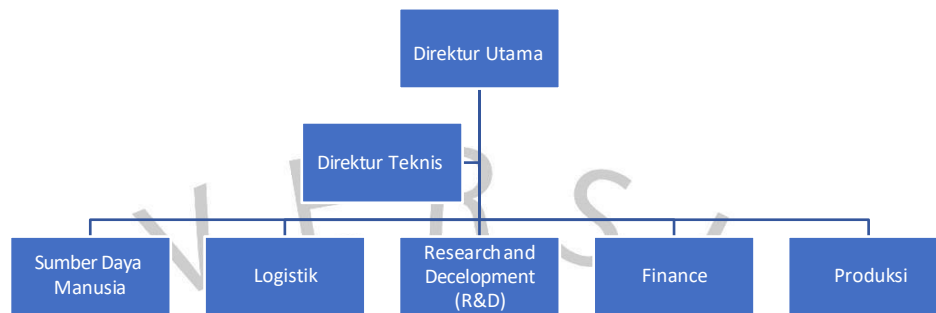 Direktur Utama
Direktur Teknis
V E R S
Sumber Daya
Manusia
Logistik
Research and
Decelopment
(R&D)
Finance
Produksi